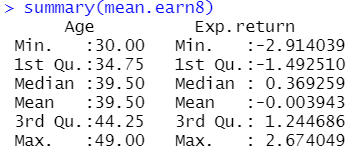 > summary(mean.earn8)
Age Exp.return
Min. :30.00 Min. :-2.914039
1st Qu.:34.75 1st Qu.:-1.492510
Median :39.50 Median : 0.369259
Mean :39.50 Mean :-0.003943
3rd Qu.:44.25 3rd Qu.: 1.244686
Max. :49.00 Max. : 2.674049